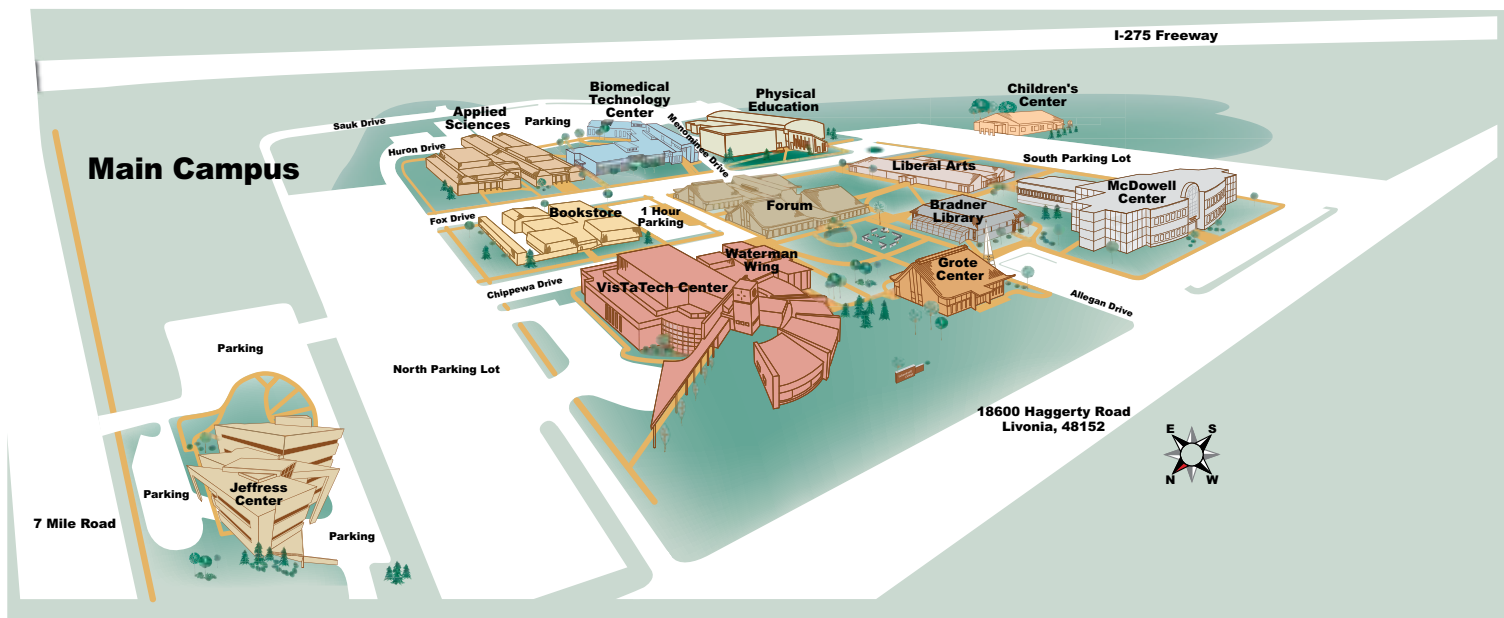 I-275 Freeway
Main Campus
Sauk Drive
Huron Drive
Applied
Sciences
Parking
Biomedical
Technology
Center
Menominee Drive
Physical
Education
Children's
Center
South Parking Lot
Liberal Arts
McDowell
Center
Fox Drive
Bookstore
1 Hour
Parking
Forum
Bradner
Library
Waterman
Wing
Grote
Center
Chippewa Drive
VisTaTech Center
Allegan Drive
Parking
North Parking Lot
18600 Haggerty Road
Livonia, 48152
E
S
N
W
Jeffress
Center
Parking
7 Mile Road
Parking